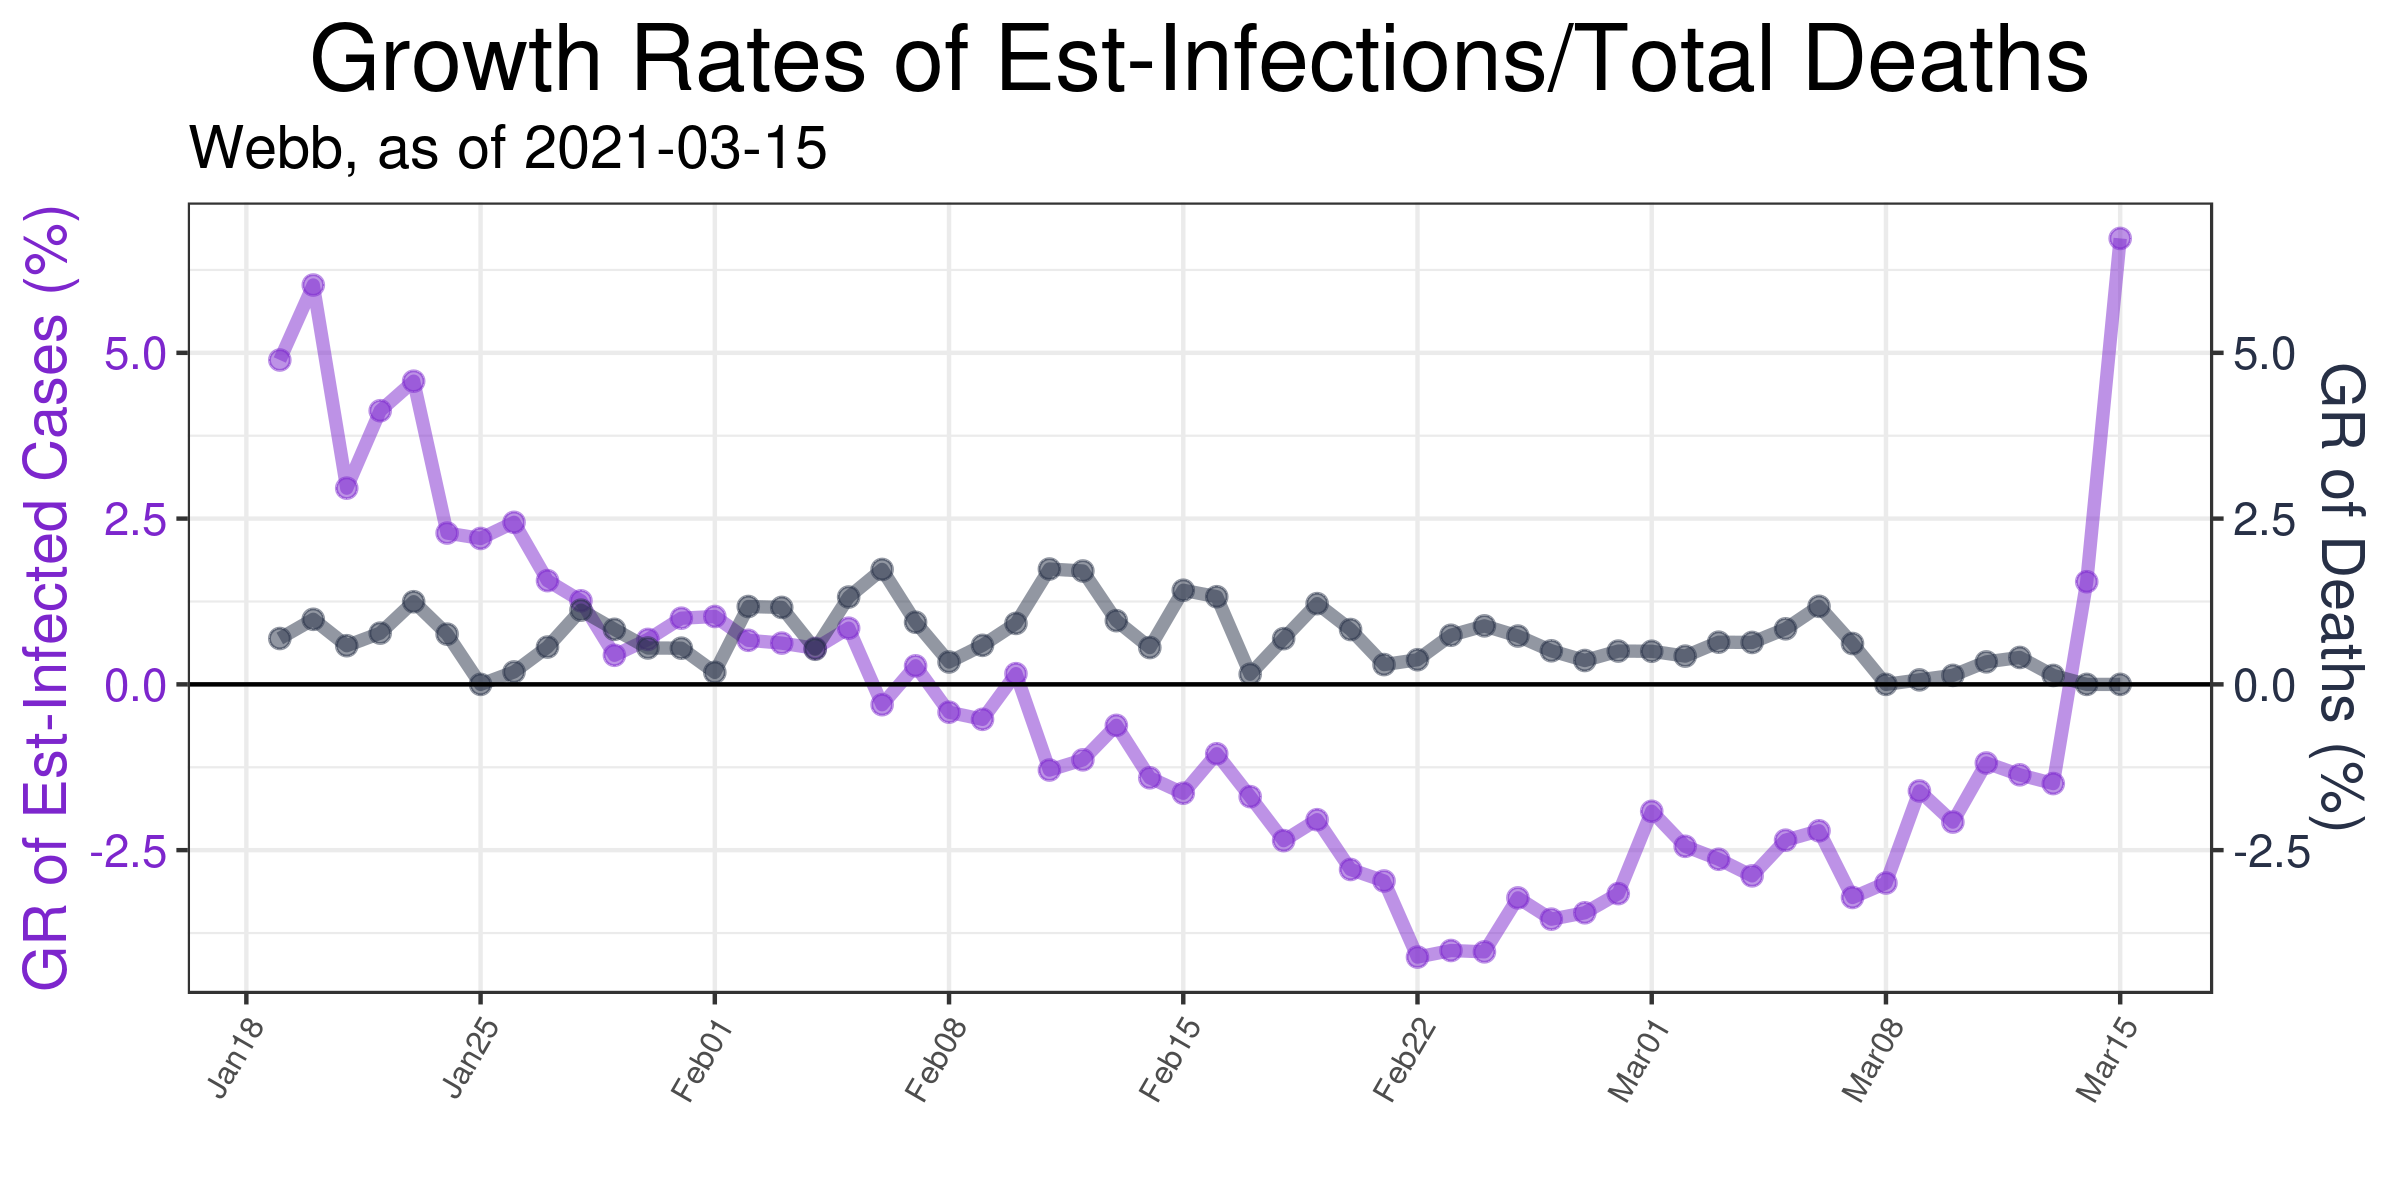 Growth Rates of Est-Infections/Total Deaths
Webb, as of 2021-03-15
GR of Est-Infected Cases (%)
5.0
2.5
0.0
-2.5
5.0
2.5
0.0
-2.5
GR of Deaths (%)
Jan18
Jan25
Feb01
Feb08
Feb15
Feb22
Mar01
Mar08
Mar15